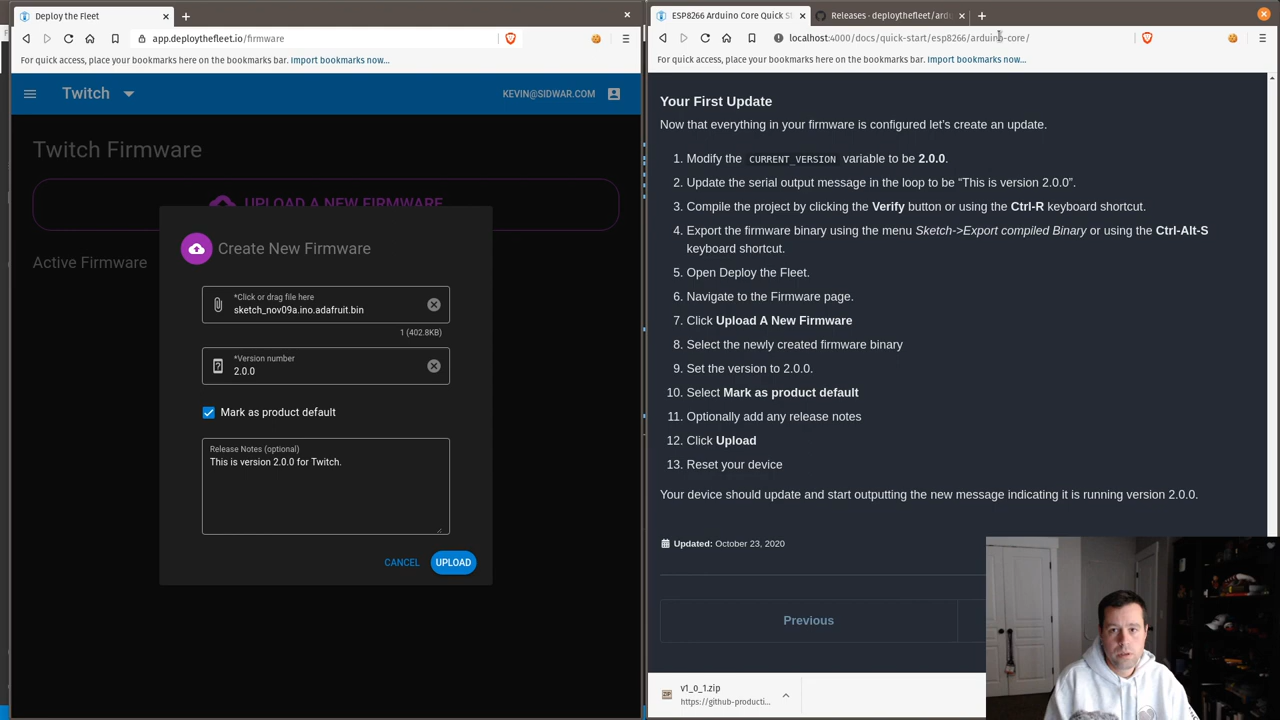 Deploy the Fleet
app.deploythefleet.io/firmware
For quick access, place your bookmarks here on the bookmarks bar. Import bookmarks now...
Twitch
KEVIN@SIDWAR.COM
Twitch Firmware
UPLOAD A NEW FIRMWARE
Active Firmware
Create New Firmware
*Click or drag file here
sketch_nov09a.ino.adafruit.bin
1 (402.8KB)
*Version number
2.0.0
Mark as product default
Release Notes (optional)
This is version 2.0.0 for Twitch.
CANCEL
UPLOAD
ESP8266 Arduino Core Quick St
Releases · deploythefleet/ard
localhost:4000/docs/quick-start/esp8266/arduino-core/
For quick access, place your bookmarks here on the bookmarks bar. Import bookmarks now...
Your First Update
Now that everything in your firmware is configured let's create an update.
1. Modify the CURRENT_VERSION variable to be 2.0.0.
2. Update the serial output message in the loop to be “This is version 2.0.0”.
3. Compile the project by clicking the Verify button or using the Ctrl-R keyboard shortcut.
4. Export the firmware binary using the menu Sketch->Export compiled Binary or using the Ctrl-Alt-S
keyboard shortcut.
5. Open Deploy the Fleet.
6. Navigate to the Firmware page.
7. Click Upload A New Firmware
8. Select the newly created firmware binary
9. Set the version to 2.0.0.
10. Select Mark as product default
11. Optionally add any release notes
12. Click Upload
13. Reset your device
Your device should update and start outputting the new message indicating it is running version 2.0.0.
Updated: October 23, 2020
Previous
ZIP
v1_0_1.zip
https://github-producti...